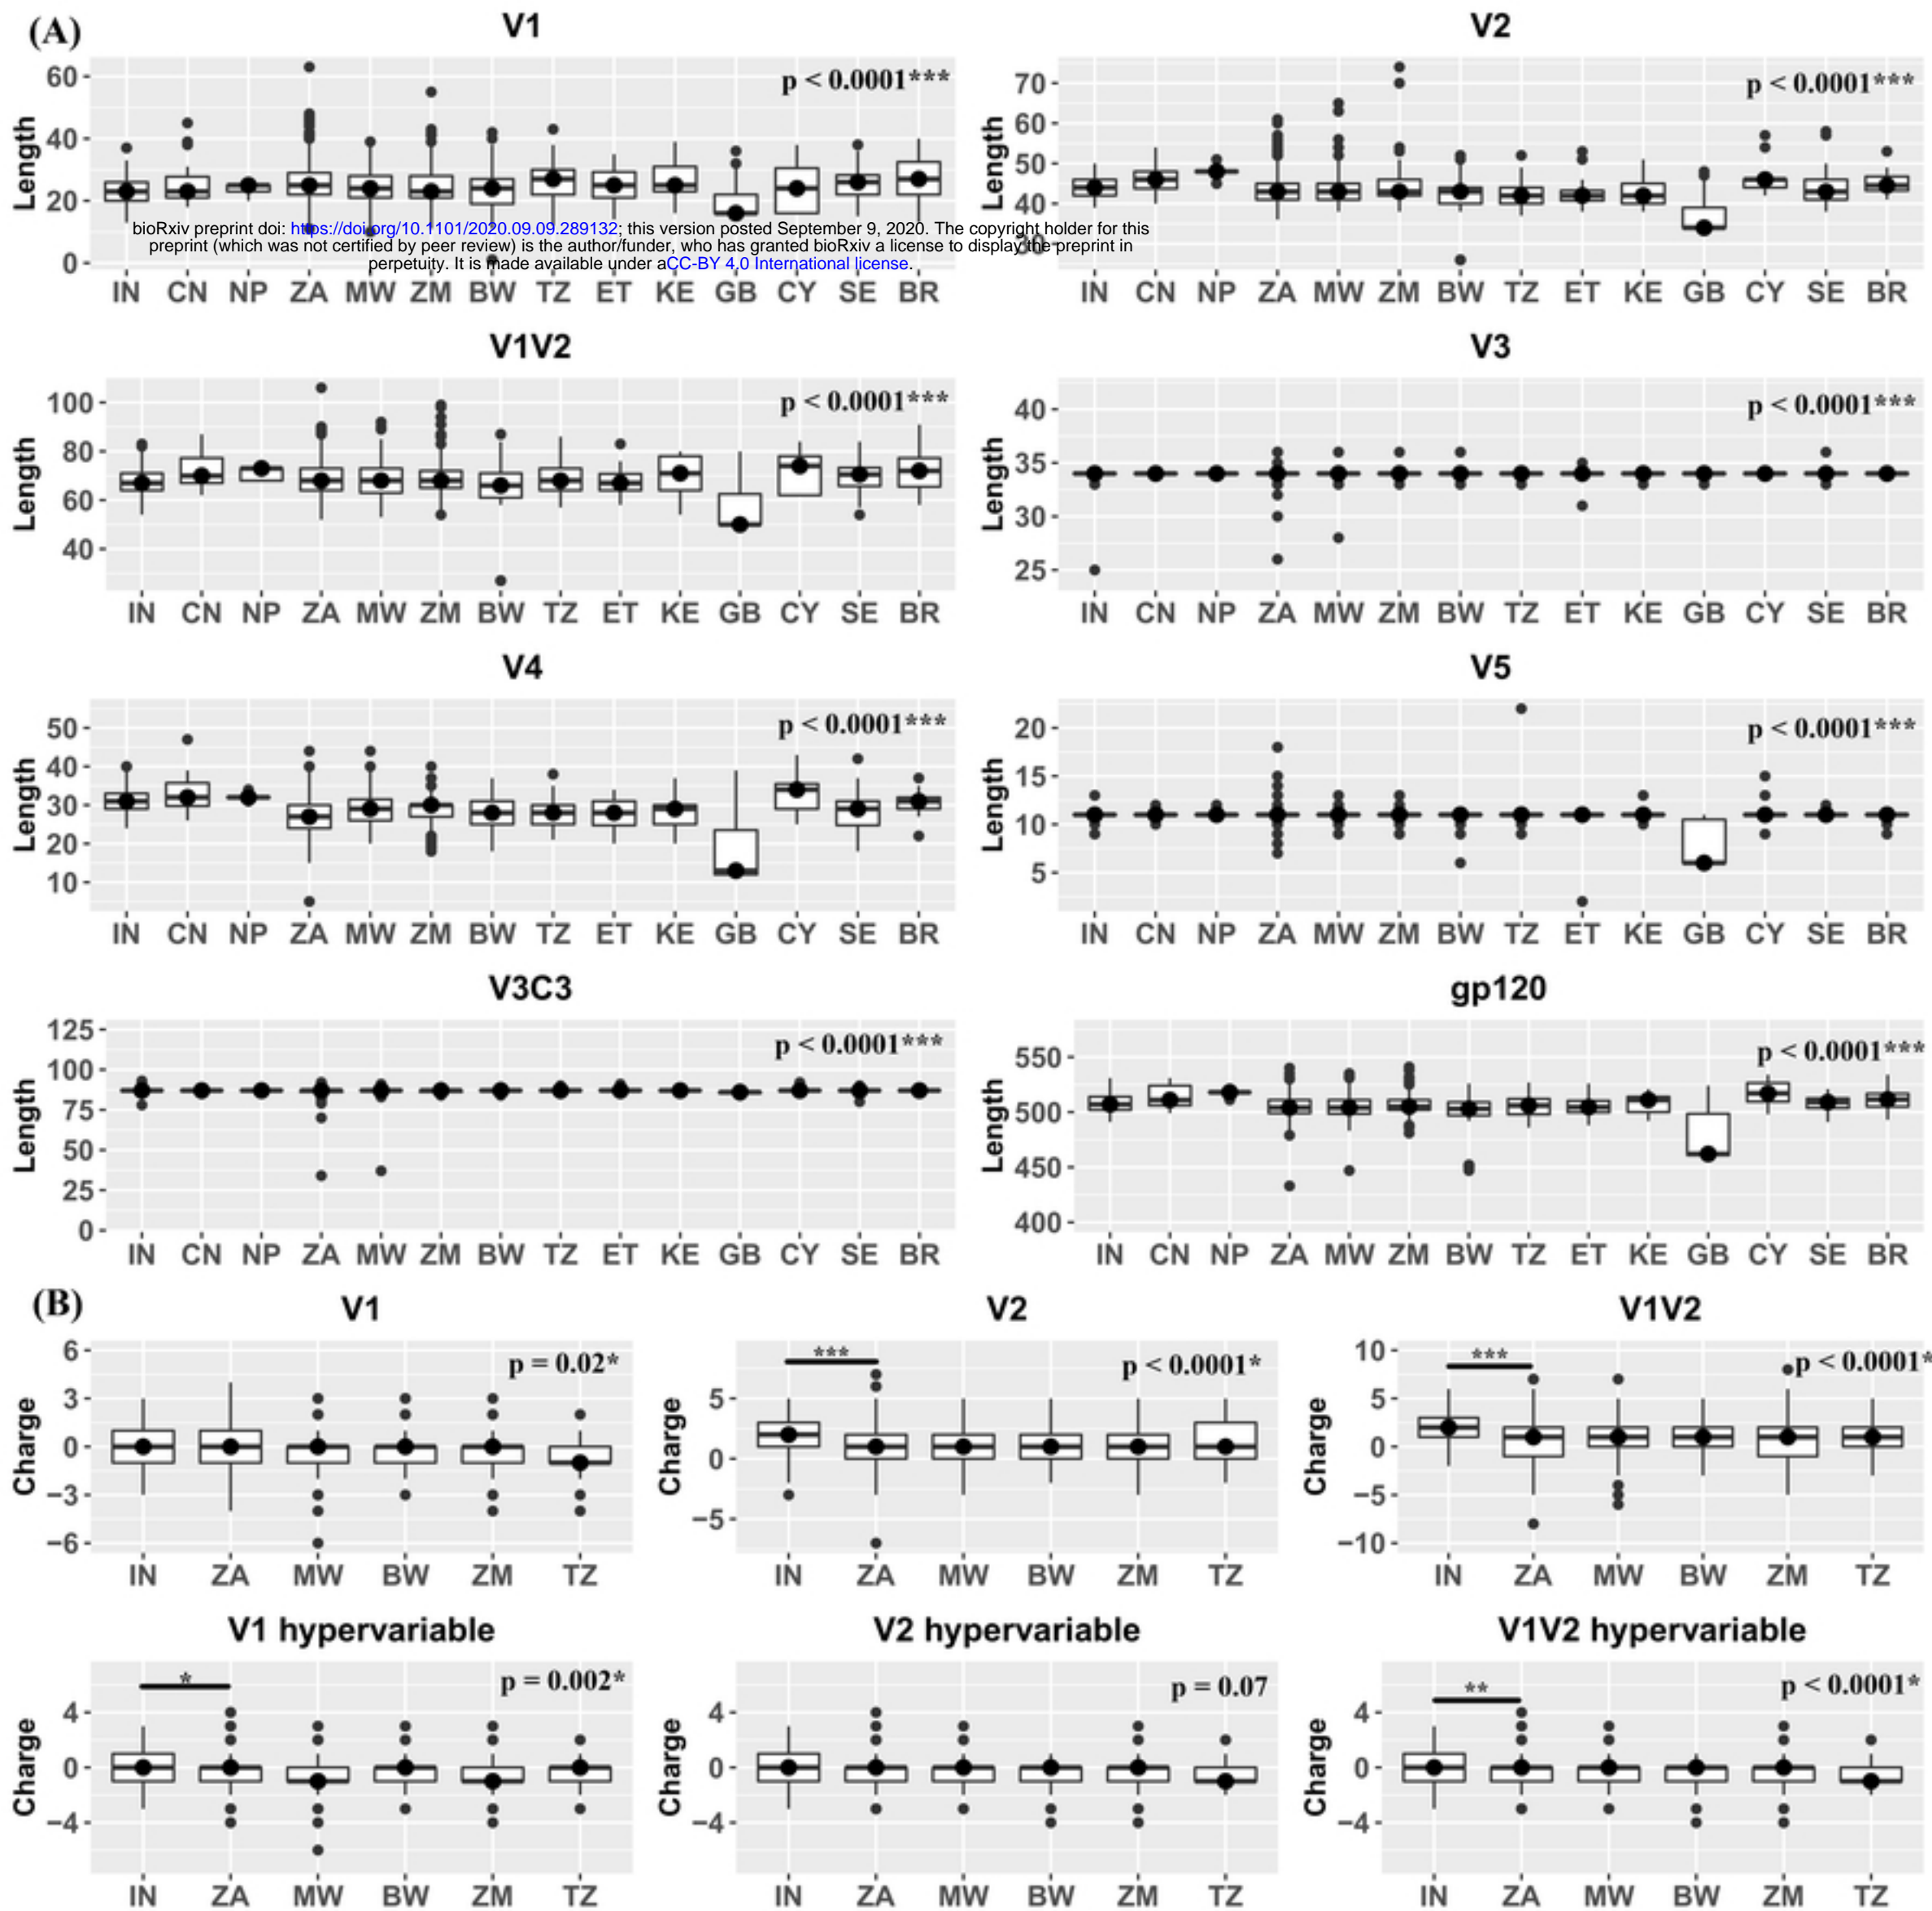 (A)
V1
p < 0.0001***
Length
60
40
20
0
IN CN NP ZA MW ZM BW TZ ET KE GB CY SE BR
V2
p < 0.0001***
Length
70
60
50
40
30
IN CN NP ZA MW ZM BW TZ ET KE GB CY SE BR
bioRxiv preprint doi: https://doi.org/10.1101/2020.09.09.289132; this version posted September 9, 2020. The copyright holder for this
preprint (which was not certified by peer review) is the author/funder, who has granted bioRxiv a license to display the preprint in
perpetuity. It is made available under aCC-BY 4.0 International license.
V1V2
p < 0.0001***
Length
100
80
60
40
IN CN NP ZA MW ZM BW TZ ET KE GB CY SE BR
V3
p < 0.0001***
Length
40
35
30
25
IN CN NP ZA MW ZM BW TZ ET KE GB CY SE BR
V4
p < 0.0001***
Length
50
40
30
20
10
IN CN NP ZA MW ZM BW TZ ET KE GB CY SE BR
V5
p < 0.0001***
Length
20
15
10
5
IN CN NP ZA MW ZM BW TZ ET KE GB CY SE BR
V3C3
p < 0.0001***
Length
125
100
75
50
25
0
IN CN NP ZA MW ZM BW TZ ET KE GB CY SE BR
gp120
p < 0.0001***
Length
550
500
450
400
IN CN NP ZA MW ZM BW TZ ET KE GB CY SE BR
(B)
V1
p = 0.02*
Charge
6
3
0
−3
−6
IN ZA MW BW ZM TZ
V2
***
p < 0.0001*
Charge
5
0
−5
IN ZA MW BW ZM TZ
V1V2
***
p < 0.0001*
Charge
10
5
0
−5
−10
IN ZA MW BW ZM TZ
V1 hypervariable
*
p = 0.002*
Charge
4
0
−4
IN ZA MW BW ZM TZ
V2 hypervariable
p = 0.07
Charge
4
0
−4
IN ZA MW BW ZM TZ
V1V2 hypervariable
**
p < 0.0001*
Charge
4
0
−4
IN ZA MW BW ZM TZ